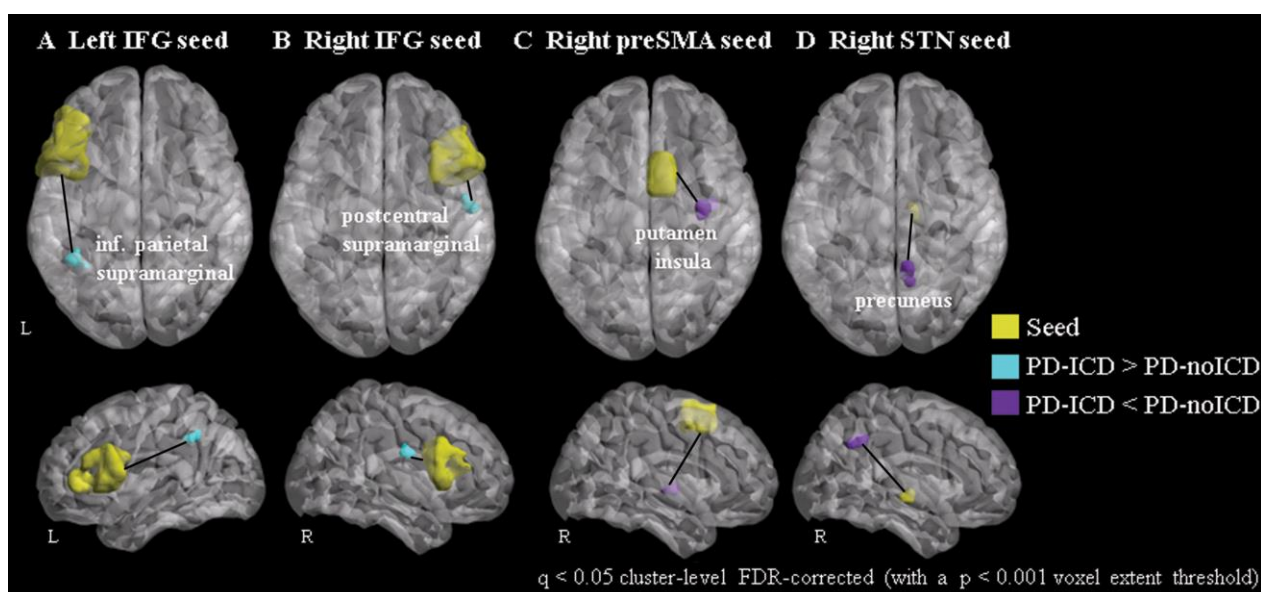 A Left IFG seed
B Right IFG seed
C Right preSMA seed
D Right STN seed
inf. parietal
supramarginal
postcentral
supramarginal
putamen
insula
precuneus
L
Seed
PD-ICD > PD-noICD
PD-ICD < PD-noICD
L
R
R
R
q < 0.05 cluster-level FDR-corrected (with a p < 0.001 voxel extent threshold)